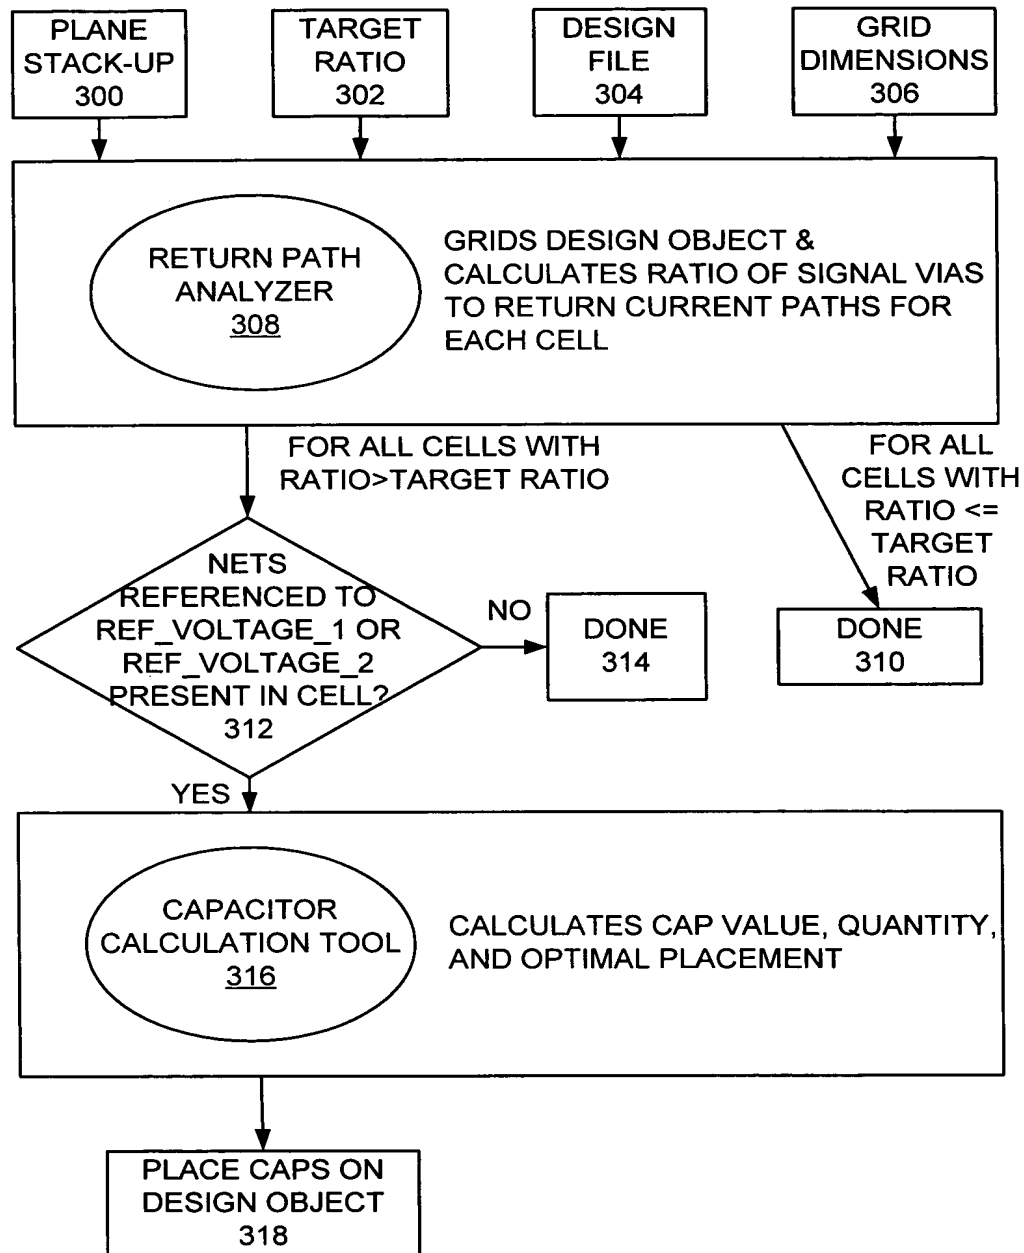 PLANE
STACK-UP
300
TARGET
RATIO
302
DESIGN
FILE
304
GRID
DIMENSIONS
306
RETURN PATH
ANALYZER
308
GRIDS DESIGN OBJECT &
CALCULATES RATIO OF SIGNAL VIAS
TO RETURN CURRENT PATHS FOR
EACH CELL
FOR ALL CELLS WITH
RATIO>TARGET RATIO
FOR ALL
CELLS WITH
RATIO <=
TARGET
RATIO
NETS
REFERENCED TO
REF_VOLTAGE_1 OR
REF_VOLTAGE_2
PRESENT IN CELL?
312
NO
DONE
314
DONE
310
YES
CAPACITOR
CALCULATION TOOL
316
CALCULATES CAP VALUE, QUANTITY,
AND OPTIMAL PLACEMENT
PLACE CAPS ON
DESIGN OBJECT
318